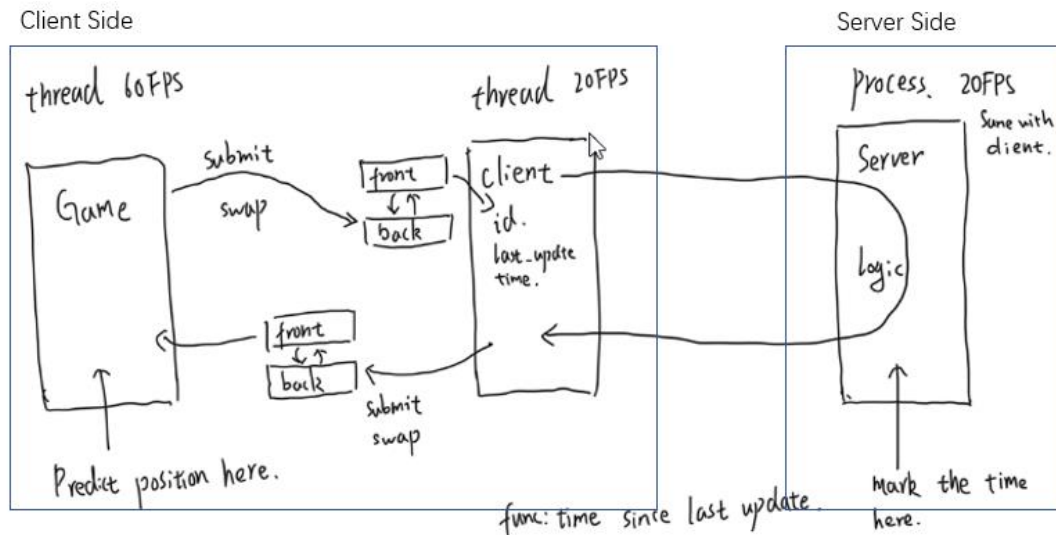 Client Side
Server Side
thread 60FPS
thread 20FPS
Process. 20FPS
Same with
client.
Game
submit
swap
front
back
client
id.
last_update
time.
Server
logic
front
back
submit
swap
Predict position here.
func: time since last update.
mark the time
here.